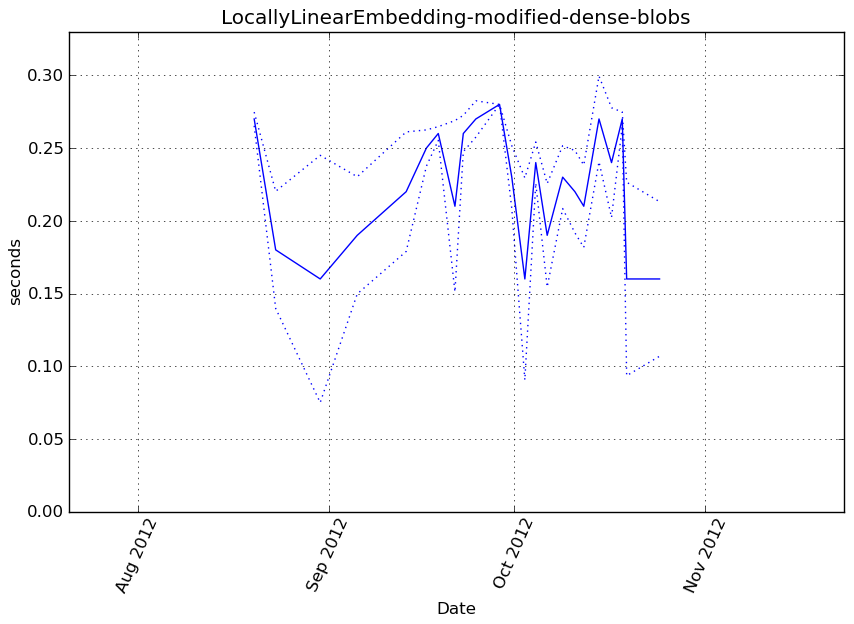 LocallyLinearEmbedding-modified-dense-blobs
seconds
0.30
0.25
0.20
0.15
0.10
0.05
0.00
Aug 2012
Sep 2012
Oct 2012
Nov 2012
Date